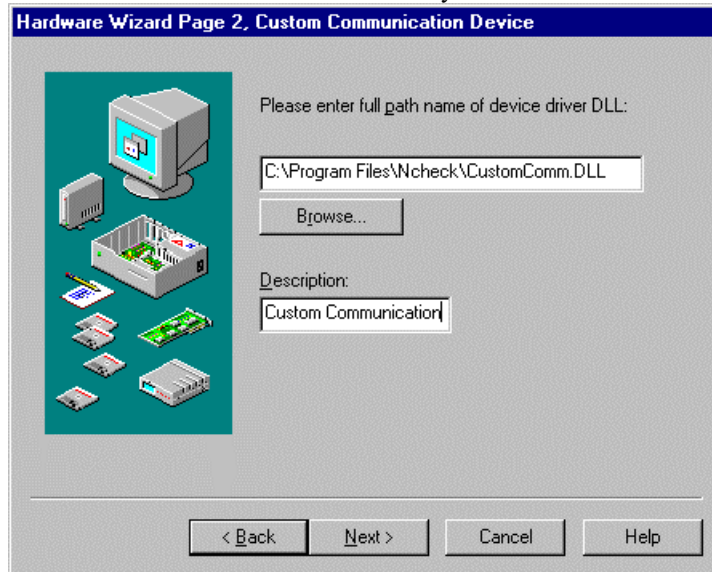 Hardware Wizard Page 2, Custom Communication Device
Please enter full path name of device driver DLL:
C:\Program Files\Ncheck\CustomComm.DLL
Browse...
Description:
Custom Communication
< Back Next > Cancel Help